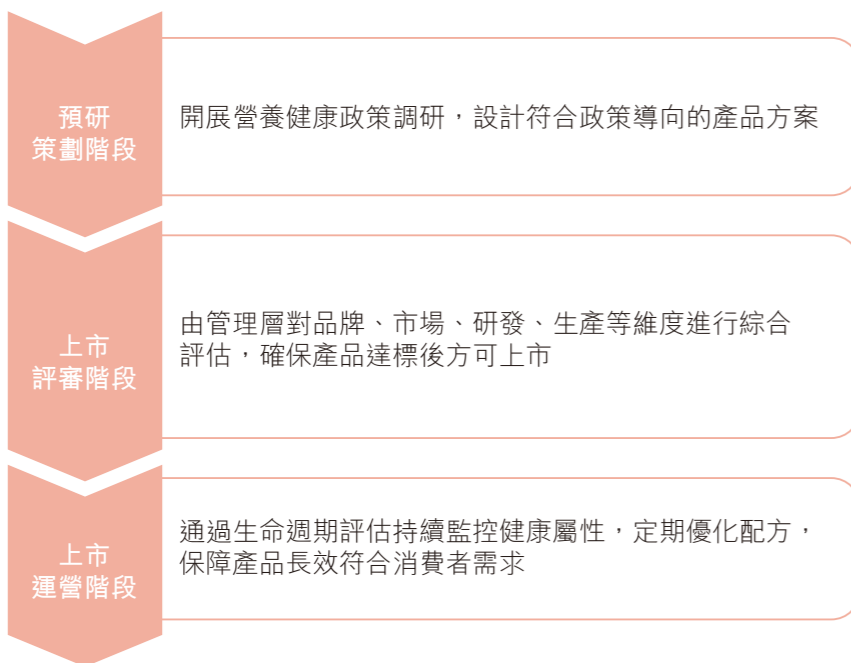 預研
策劃階段
開展營養健康政策調研，設計符合政策導向的產品方案
上市
評審階段
由管理層對品牌、市場、研發、生產等維度進行綜合
評估，確保產品達標後方可上市
上市
運營階段
通過生命週期評估持續監控健康屬性，定期優化配方，
保障產品長效符合消費者需求